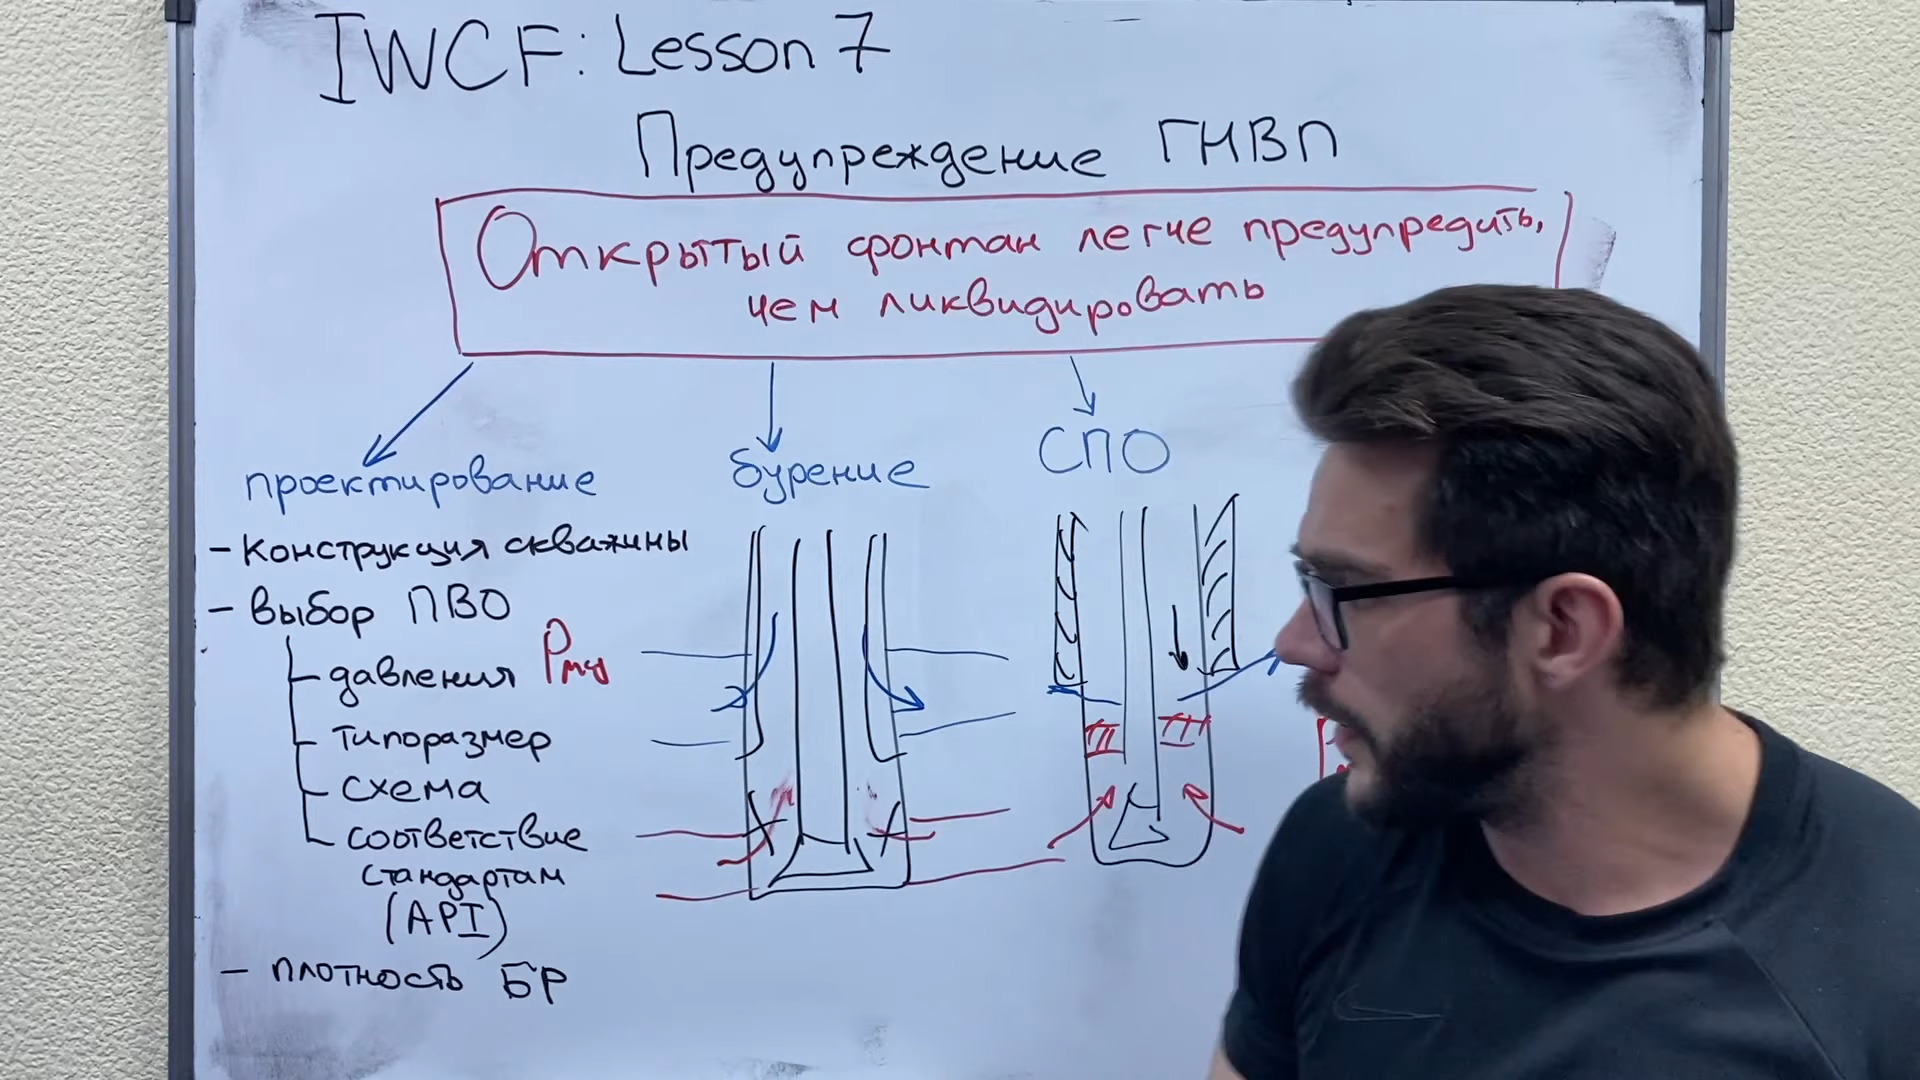 IWCF: Lesson 7
Предупреждение ГНВП
Открытый фонтан легче предупредить,
чем ликвидировать
проектирование
- Конструкция скважины
- выбор ПВО
- давления
- типоразмер
- схема
- соответствие
стандартам
(API)
- плотность БР
бурение
СПО